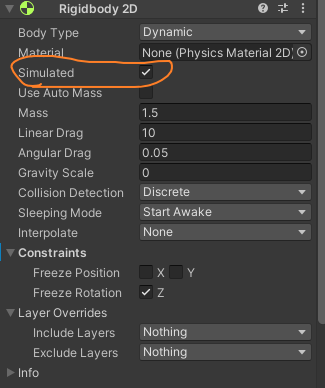 Rigidbody 2D
Body Type Dynamic
Material None (Physics Material 2D)
Simulated
Use Auto Mass
Mass 1.5
Linear Drag 10
Angular Drag 0.05
Gravity Scale 0
Collision Detection Discrete
Sleeping Mode Start Awake
Interpolate None
Constraints
Freeze Position X Y
Freeze Rotation Z
Layer Overrides
Include Layers Nothing
Exclude Layers Nothing
Info